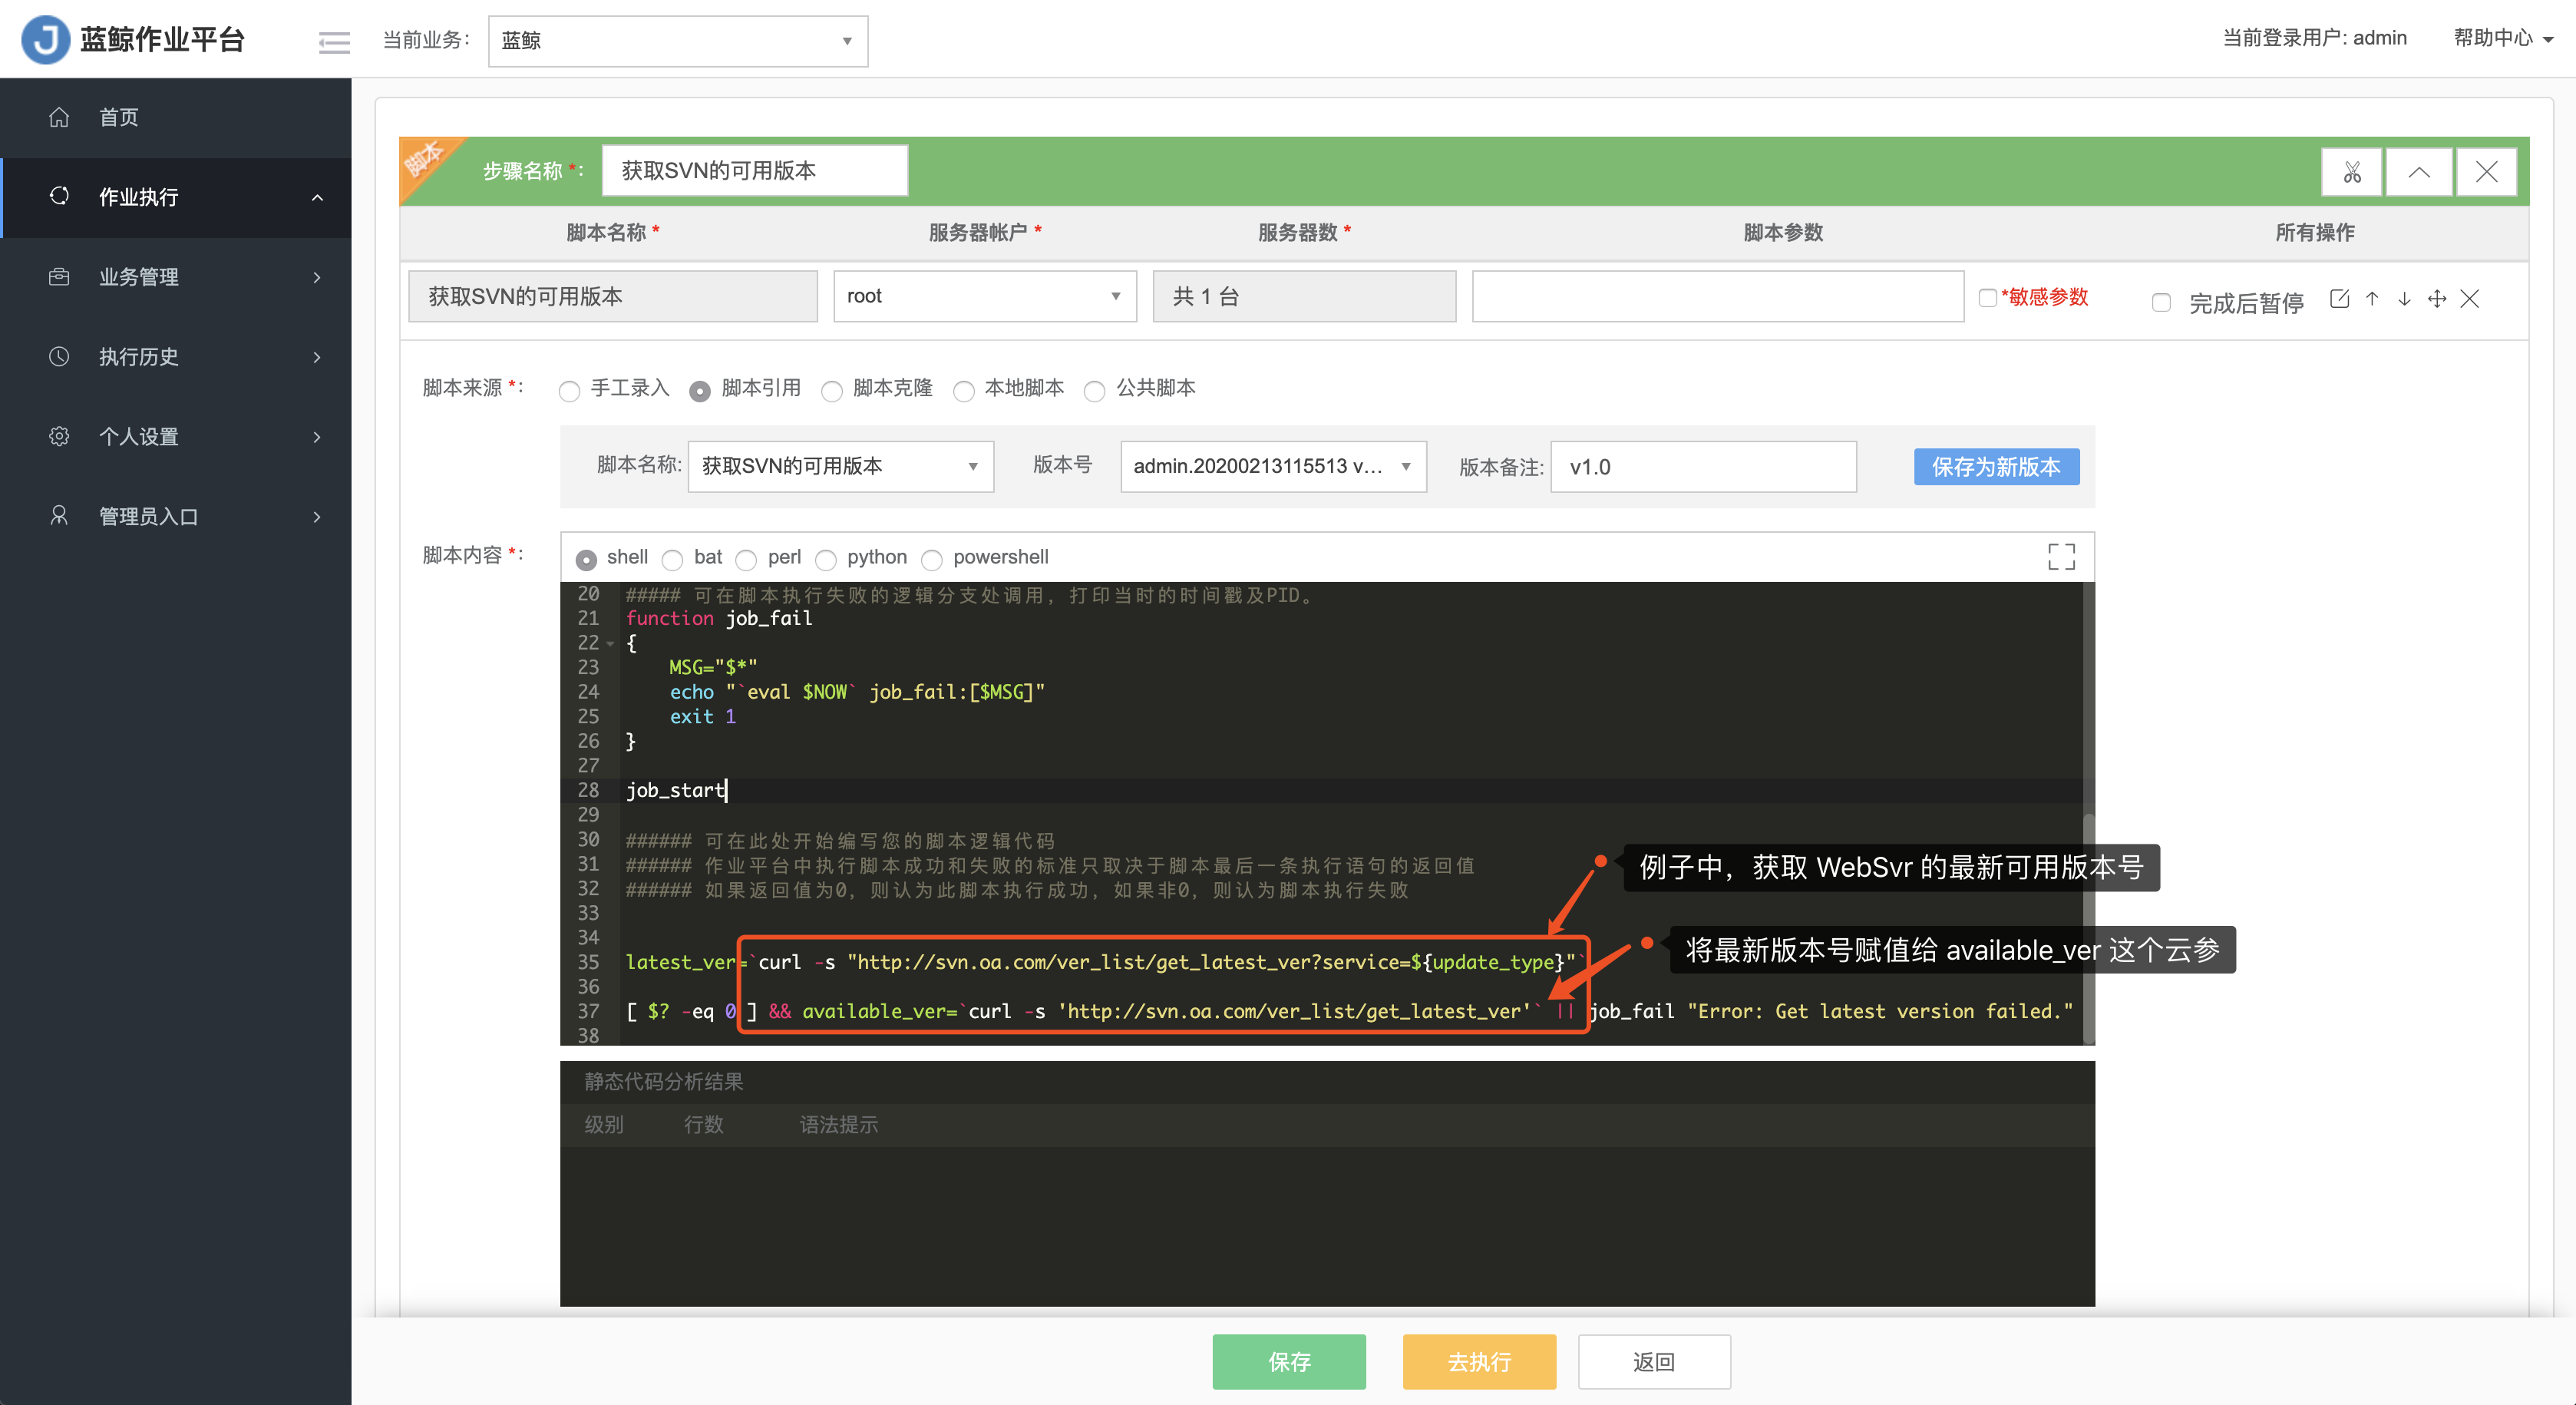 蓝鲸作业平台
当前业务：
蓝鲸
当前登录用户: admin
帮助中心
首页
作业执行
业务管理
执行历史
个人设置
管理员入口
脚本
步骤名称 *：
获取SVN的可用版本
脚本名称 *
服务器帐户 *
服务器数 *
脚本参数
所有操作
获取SVN的可用版本
root
共 1 台
*敏感参数
完成后暂停
脚本来源 *：
手工录入
脚本引用
脚本克隆
本地脚本
公共脚本
脚本名称:
获取SVN的可用版本
版本号
admin.20200213115513 v...
版本备注:
v1.0
保存为新版本
脚本内容 *：
shell
bat
perl
python
powershell
20 ##### 可在脚本执行失败的逻辑分支处调用, 打印当时的时间戳及PID。
21 function job_fail
22 {
23 MSG="$*"
24 echo "`eval $NOW` job_fail:[$MSG]"
25 exit 1
26 }
27
28 job_start
29
30 ###### 可在此处开始编写您的脚本逻辑代码
31 ###### 作业平台中执行脚本成功和失败的标准只取决于脚本最后一条执行语句的返回值
32 ###### 如果返回值为0, 则认为此脚本执行成功, 如果非0, 则认为脚本执行失败
33
34
例子中，获取 WebSvr 的最新可用版本号
将最新版本号赋值给 available_ver 这个云参
35 latest_ver=`curl -s "http://svn.oa.com/ver_list/get_latest_ver?service=${update_type}"`
36
37 [ $? -eq 0 ] && available_ver=`curl -s 'http://svn.oa.com/ver_list/get_latest_ver'` || job_fail "Error: Get latest version failed."
38
静态代码分析结果
级别
行数
语法提示
保存
去执行
返回